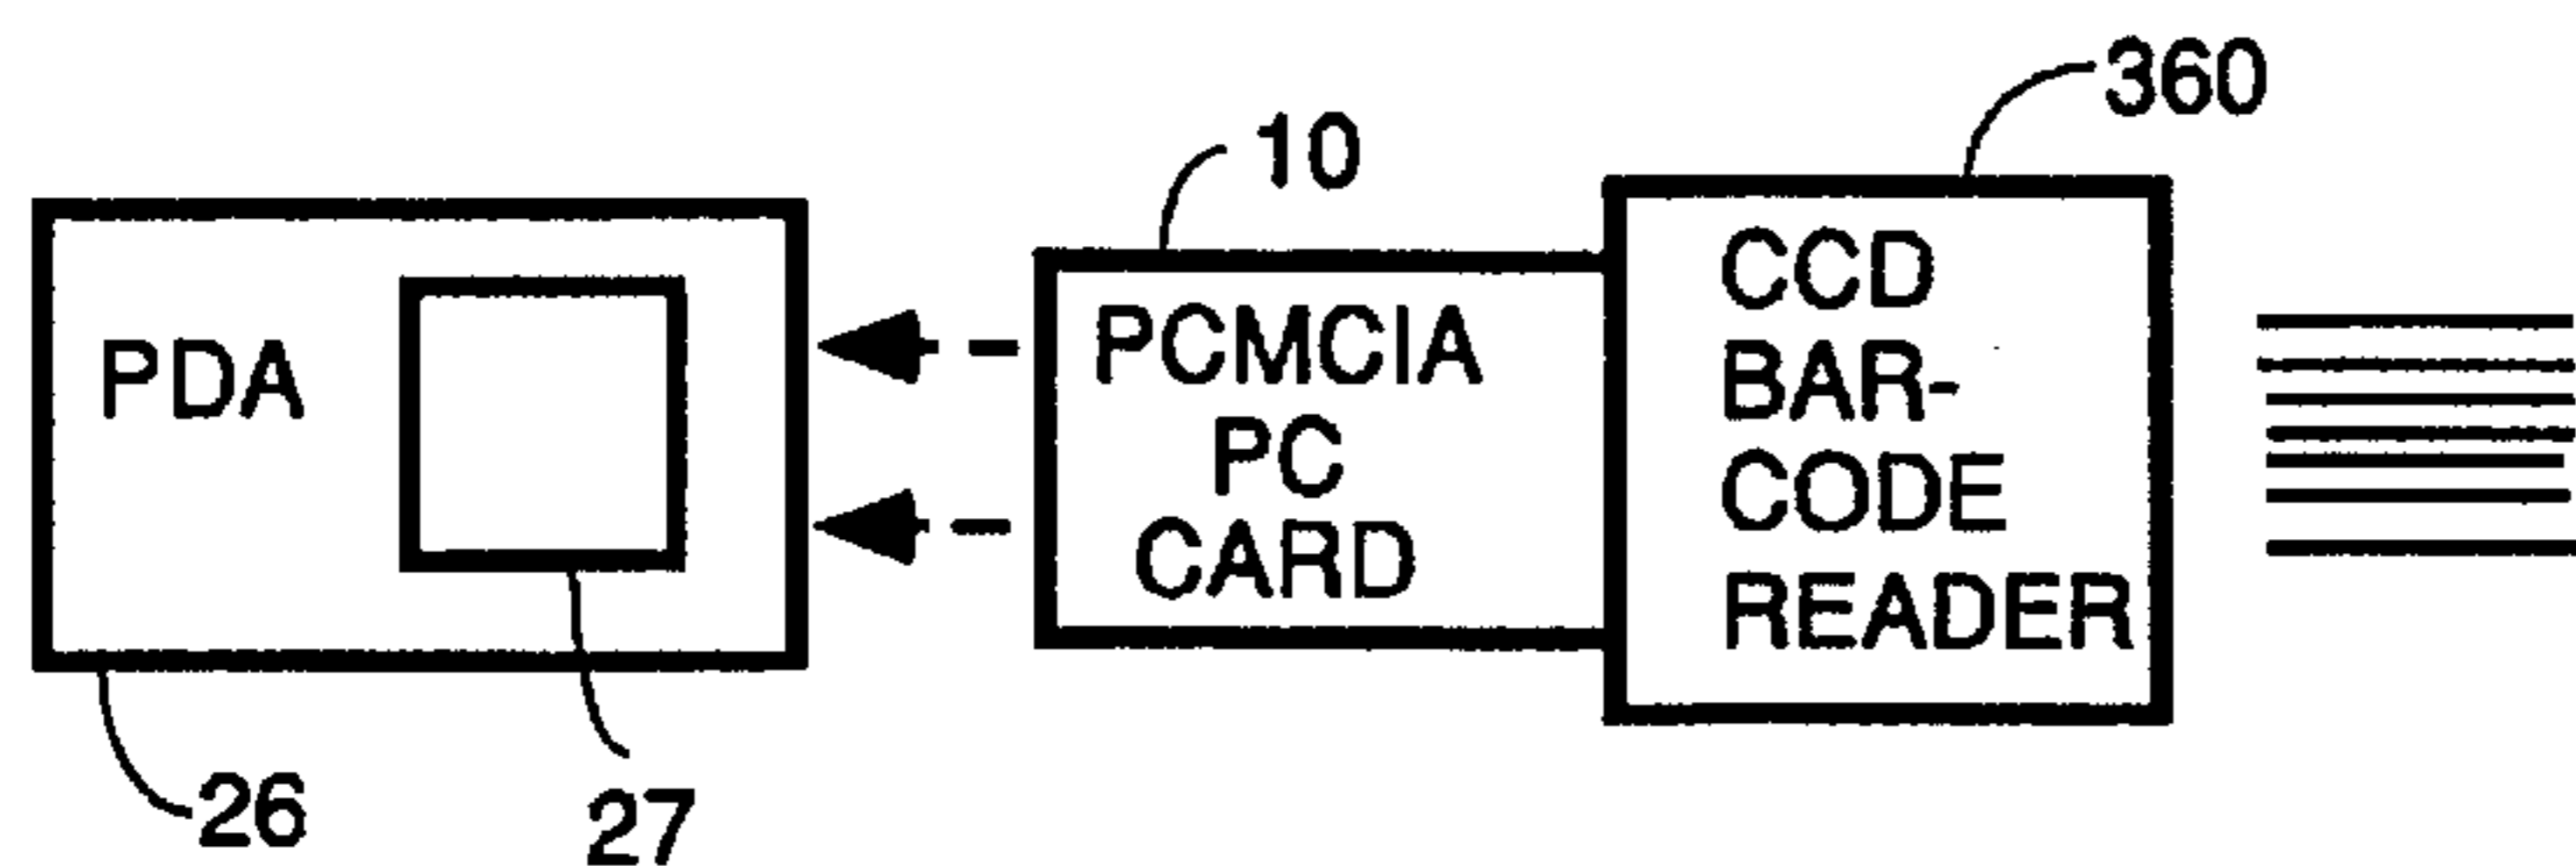 360
10
PDA
PCMCIA
PC
CARD
CCD
BAR-
CODE
READER
26
27